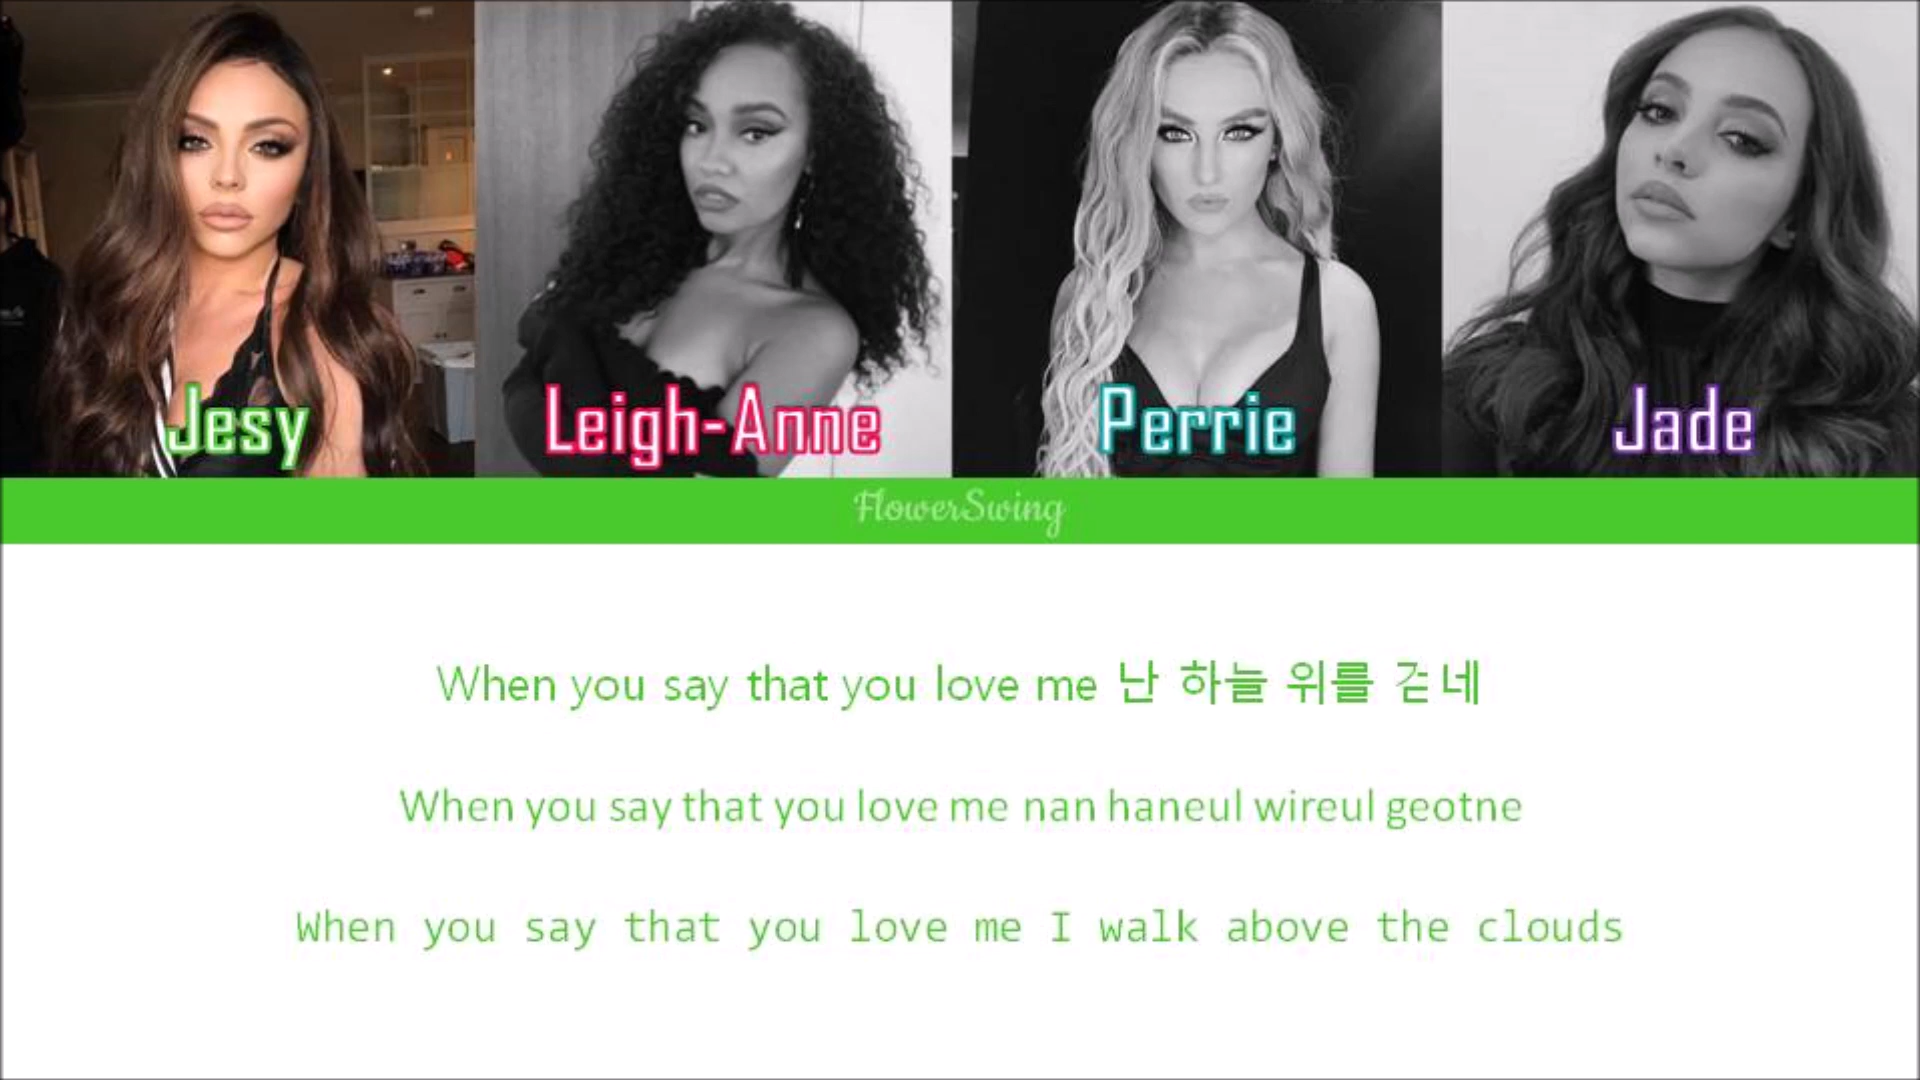 Jesy
Leigh-Anne
Perrie
Jade
FlowerSwing
When you say that you love me 난 하늘 위를 걷네
When you say that you love me nan haneul wireul geotne
When you say that you love me I walk above the clouds